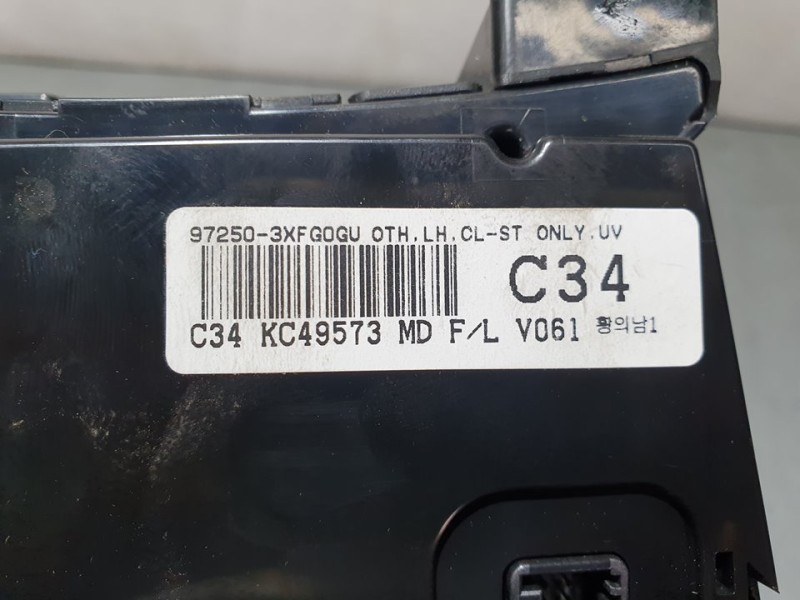 97250-3XFG0GU OTH,LH,CL-ST ONLY,UV
C34
C34 KC49573 MD F/L V061 황의남1